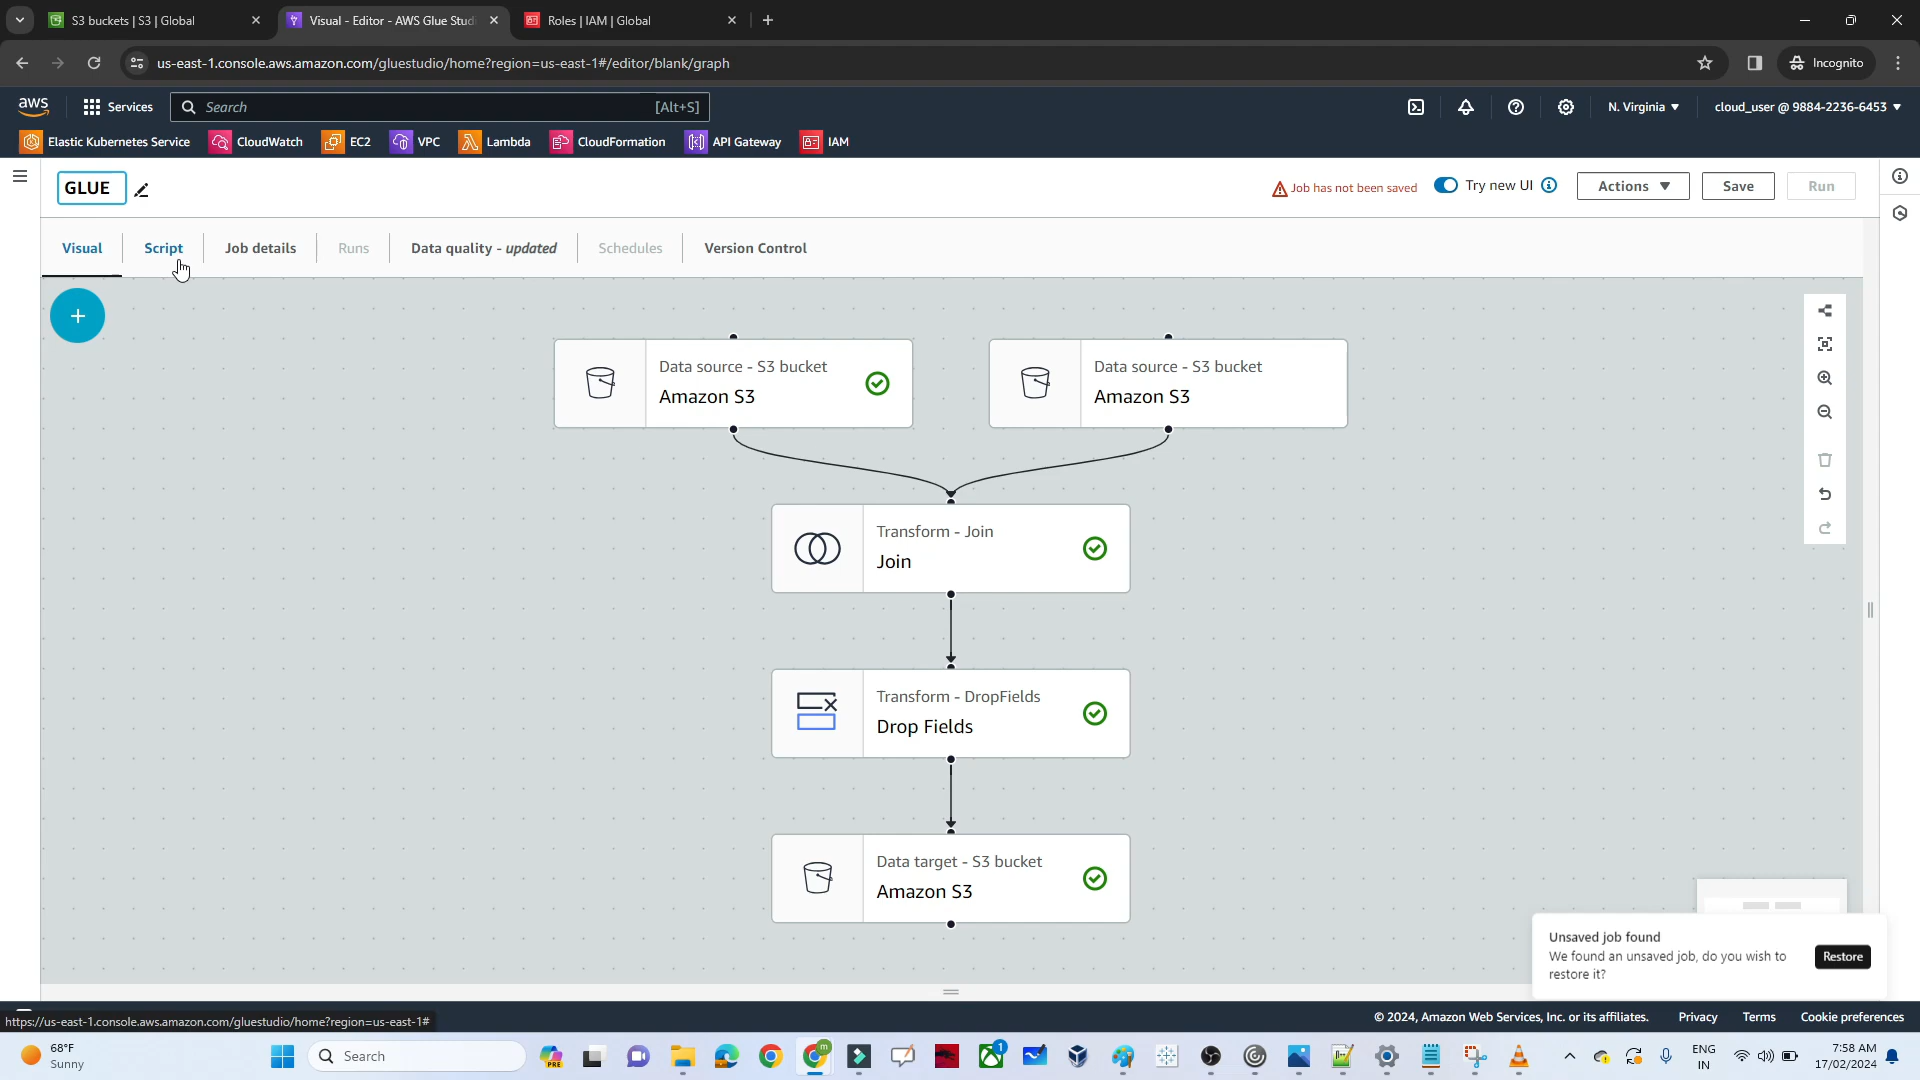 S3 buckets | S3 | Global
Visual - Editor - AWS Glue Studi
Roles | IAM | Global
us-east-1.console.aws.amazon.com/gluestudio/home?region=us-east-1#/editor/blank/graph
Incognito
aws
Services
Search
[Alt+S]
N. Virginia
cloud_user @ 9884-2236-6453
Elastic Kubernetes Service
CloudWatch
EC2
VPC
Lambda
CloudFormation
API Gateway
IAM
GLUE
Job has not been saved
Try new UI
Actions
Save
Run
Visual
Script
Job details
Runs
Data quality - updated
Schedules
Version Control
Data source - S3 bucket
Amazon S3
Data source - S3 bucket
Amazon S3
Transform - Join
Join
Transform - DropFields
Drop Fields
Data target - S3 bucket
Amazon S3
Unsaved job found
We found an unsaved job, do you wish to
restore it?
Restore
https://us-east-1.console.aws.amazon.com/gluestudio/home?region=us-east-1#
© 2024, Amazon Web Services, Inc. or its affiliates.
Privacy
Terms
Cookie preferences
68°F
Sunny
Search
PRE
m
1
ENG
IN
7:58 AM
17/02/2024